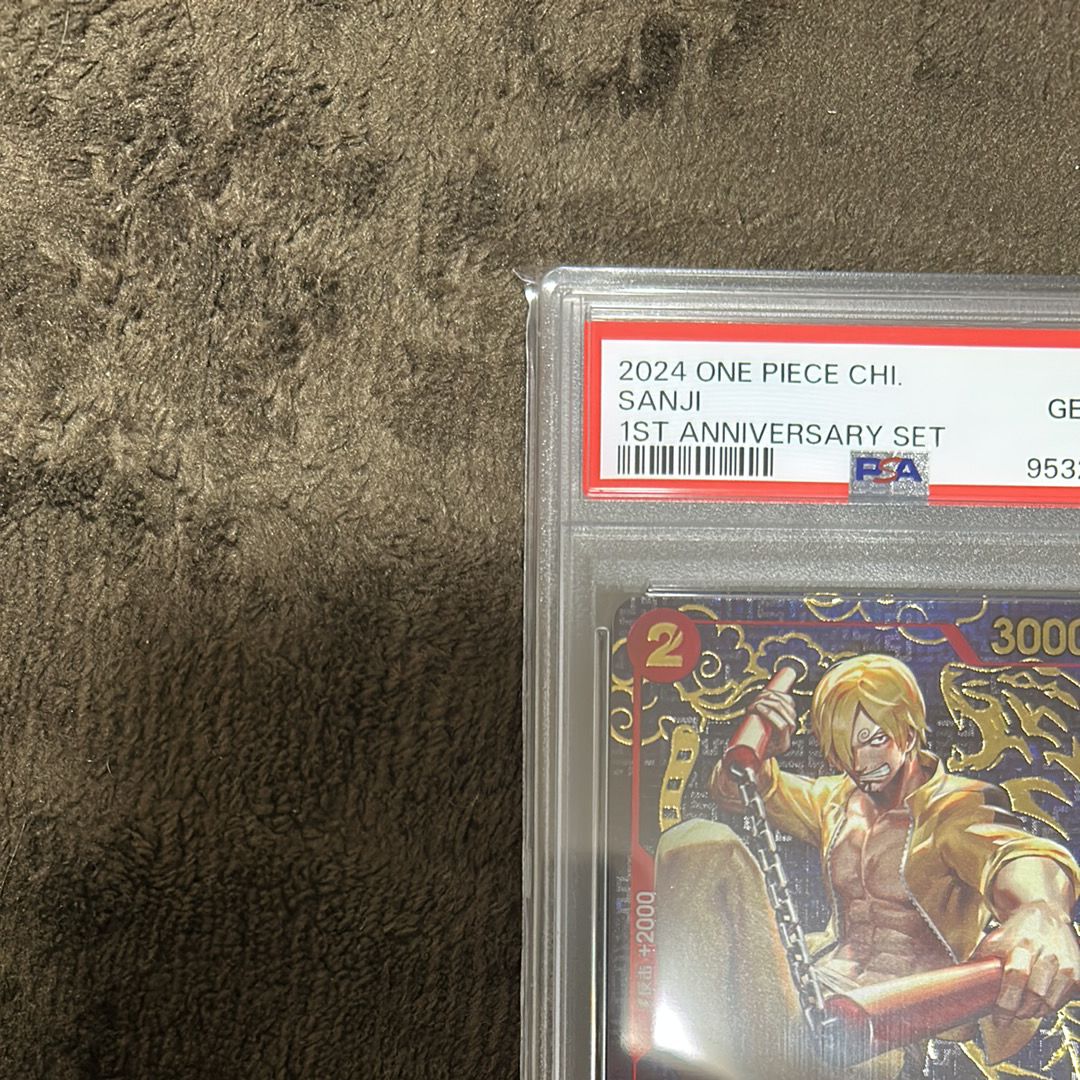 2024 ONE PIECE CHI.
SANJI
GE
1ST ANNIVERSARY SET
PSA
9532
2
3000
+2000